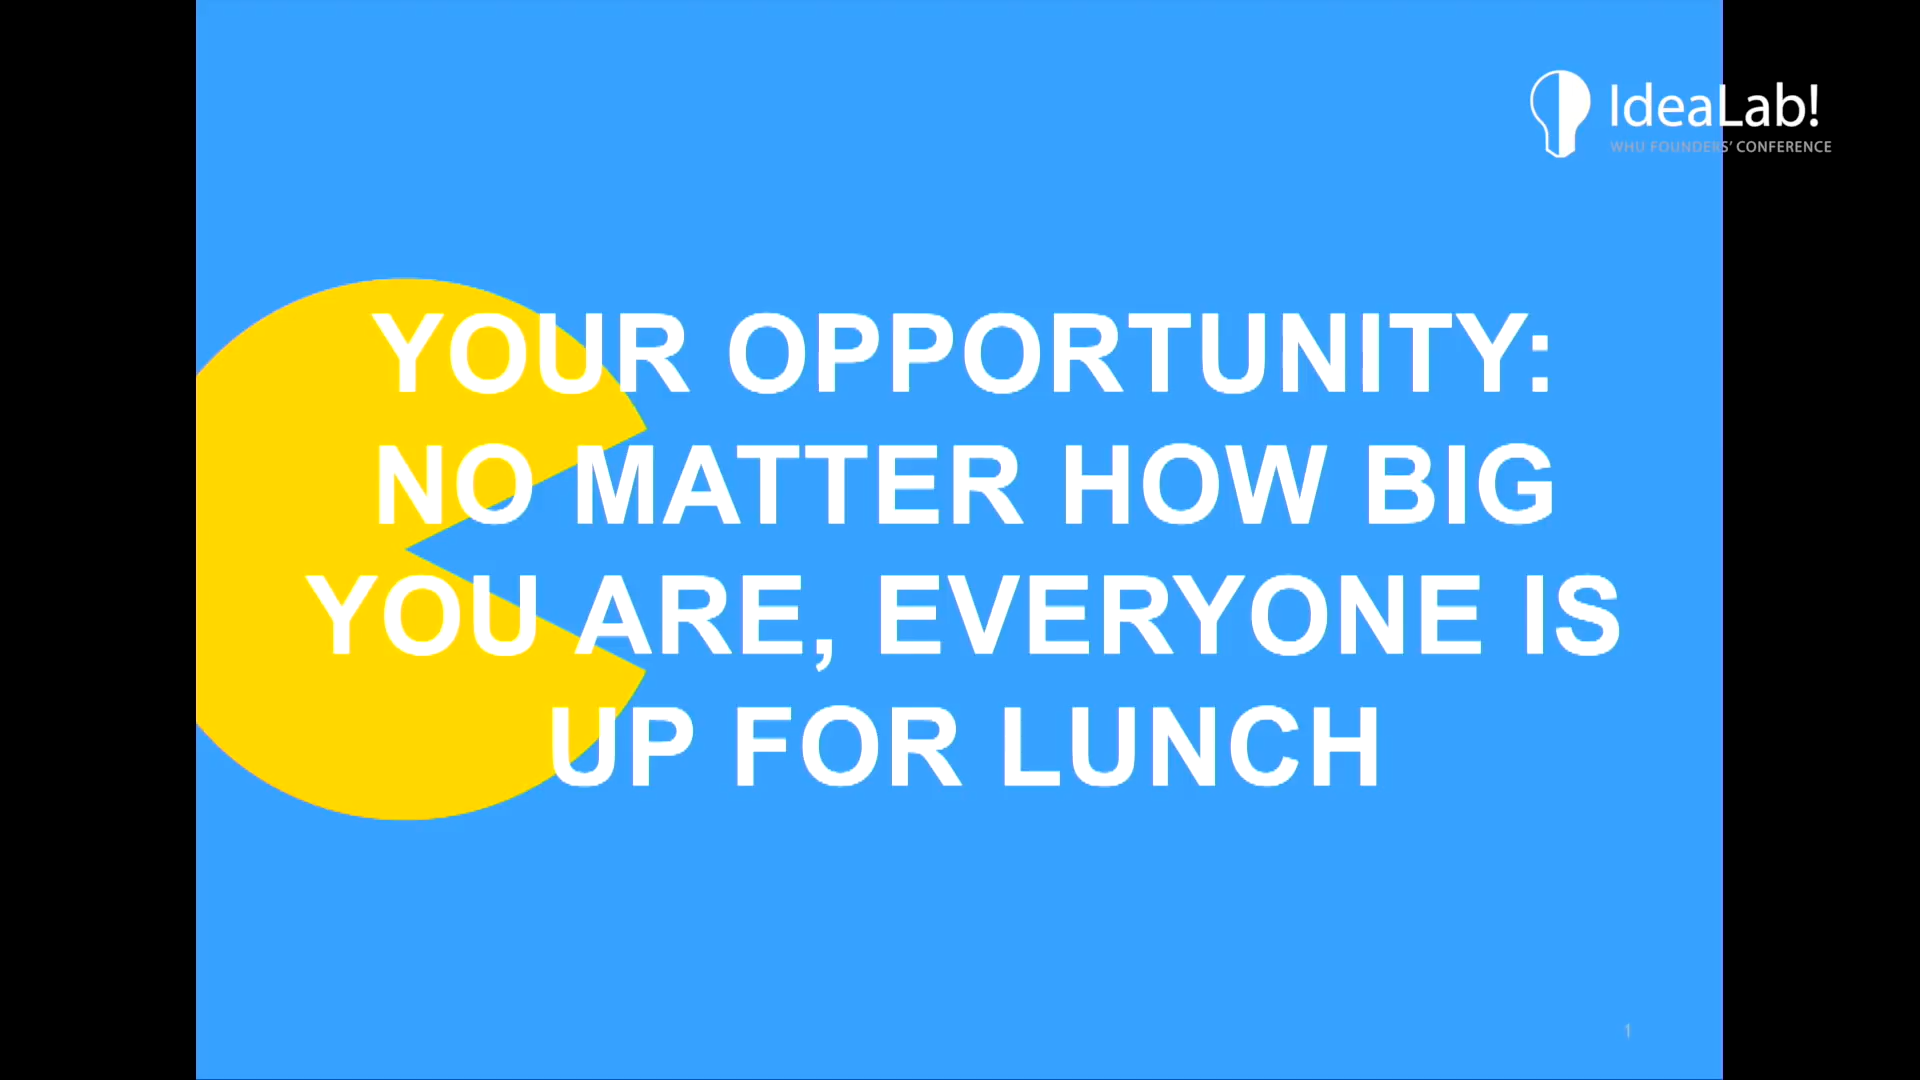 IdeaLab!
WHU FOUNDERS' CONFERENCE
YOUR OPPORTUNITY:
NO MATTER HOW BIG
YOU ARE, EVERYONE IS
UP FOR LUNCH
1